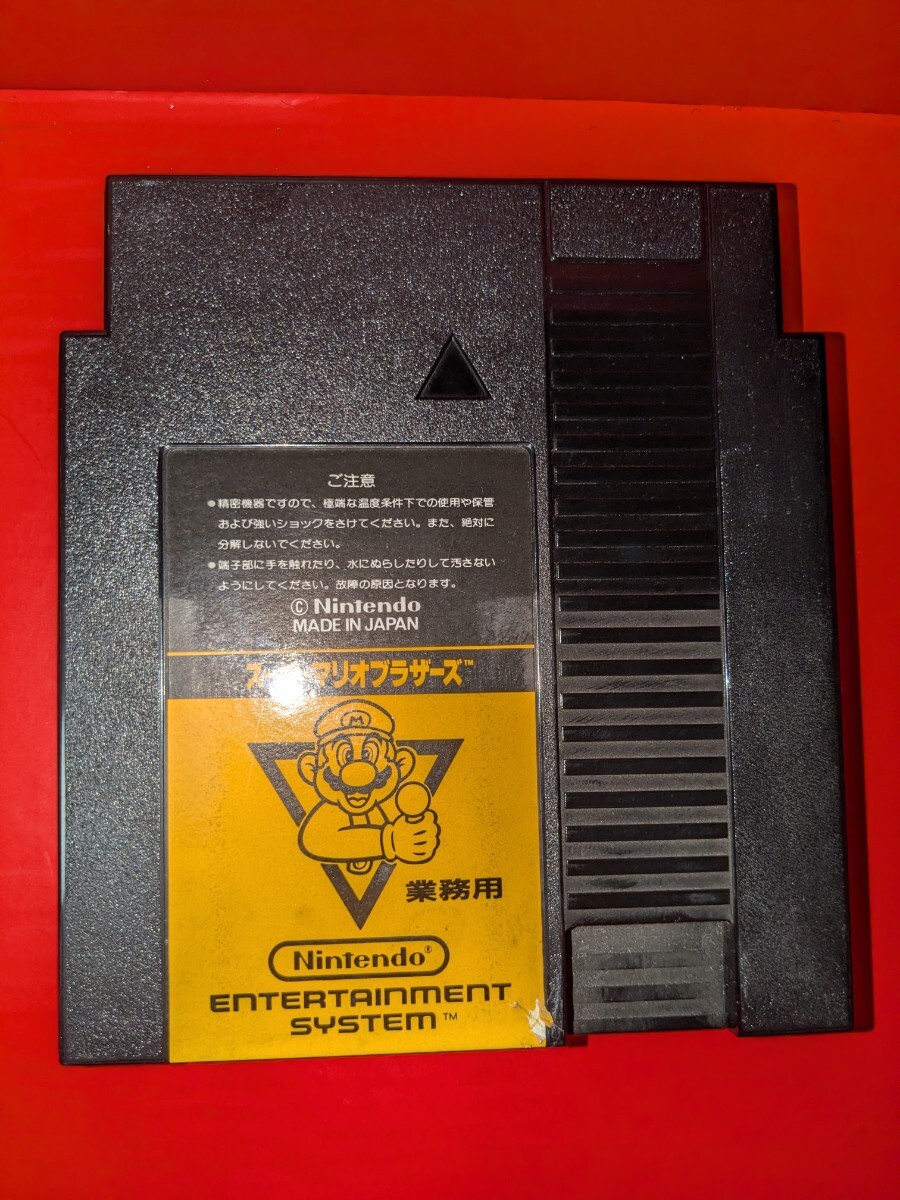 ご注意
●精密機器ですので、極端な温度条件下での使用や保管
および強いショックをさけてください。また、絶対に
分解しないでください。
●端子部に手を触れたり、水にぬらしたりして汚さない
ようにしてください。故障の原因となります。
© Nintendo
MADE IN JAPAN
スーパーマリオブラザーズ™
M
業務用
Nintendo®
ENTERTAINMENT
SYSTEM™